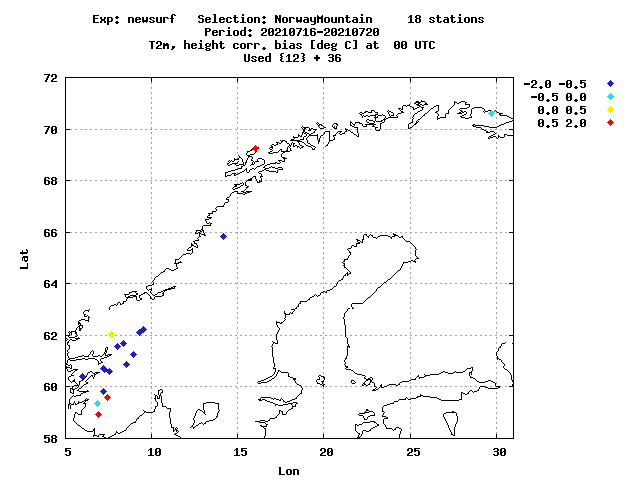 Exp: newsurf Selection: NorwayMountain 18 stations
Period: 20210716-20210720
T2m, height corr. bias [deg C] at 00 UTC
Used {12} + 36
-2.0 -0.5
-0.5 0.0
0.0 0.5
0.5 2.0
72
70
68
66
64
62
60
58
Lat
5 10 15 20 25 30
Lon